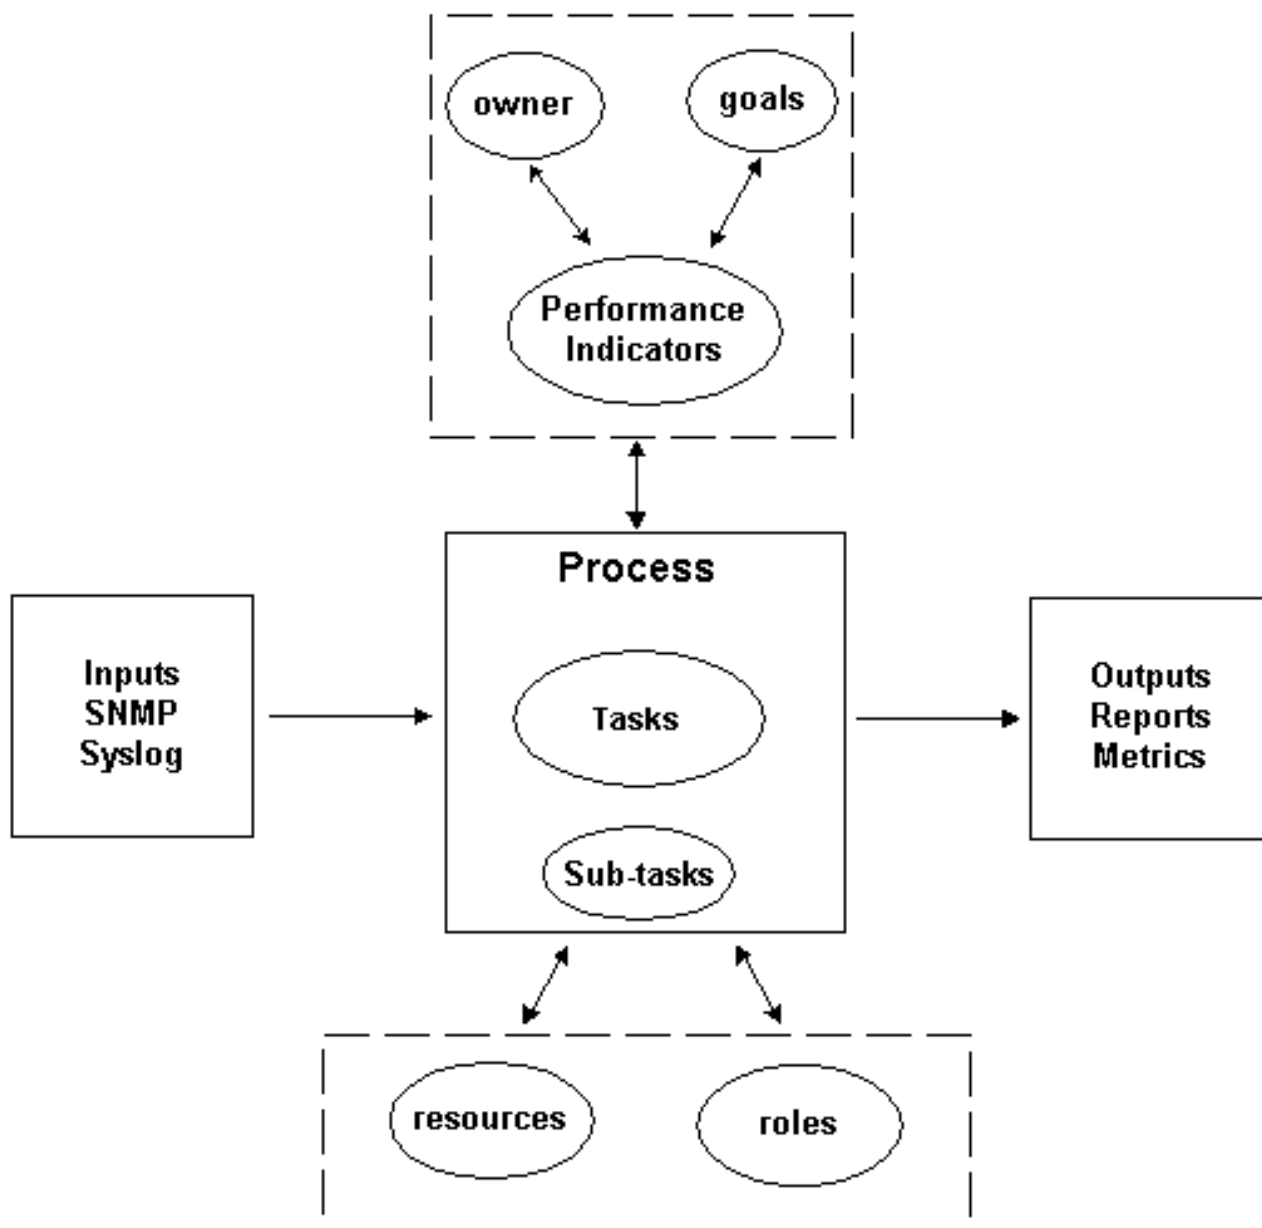 owner
goals
Performance
Indicators
Process
Inputs
SNMP
Syslog
Tasks
Sub-tasks
Outputs
Reports
Metrics
resources
roles